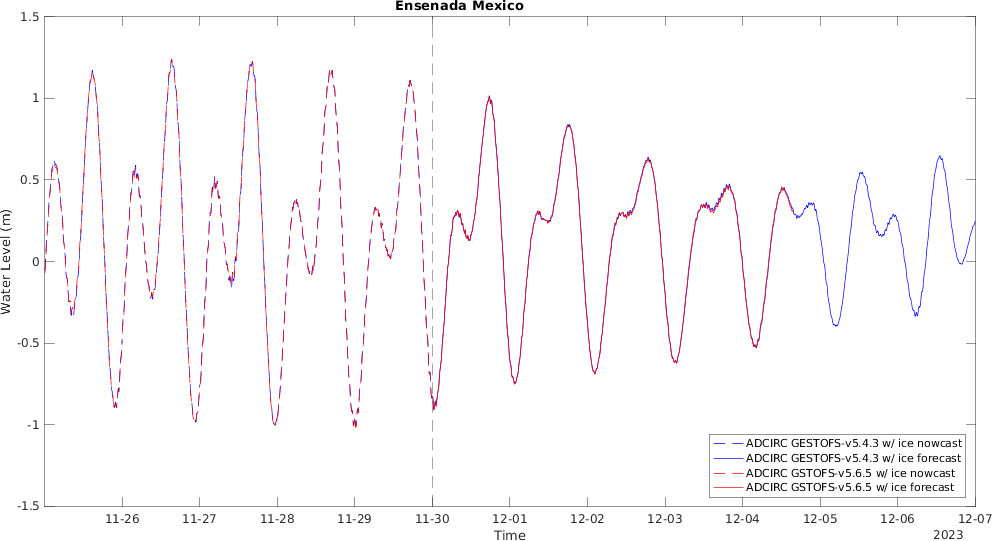 Ensenada Mexico
1.5
1
0.5
0
-0.5
-1
-1.5
Water Level (m)
11-26 11-27 11-28 11-29 11-30 12-01 12-02 12-03 12-04 12-05 12-06 12-07
Time
2023
ADCIRC GESTOFS-v5.4.3 w/ ice nowcast
ADCIRC GESTOFS-v5.4.3 w/ ice forecast
ADCIRC GSTOFS-v5.6.5 w/ ice nowcast
ADCIRC GSTOFS-v5.6.5 w/ ice forecast